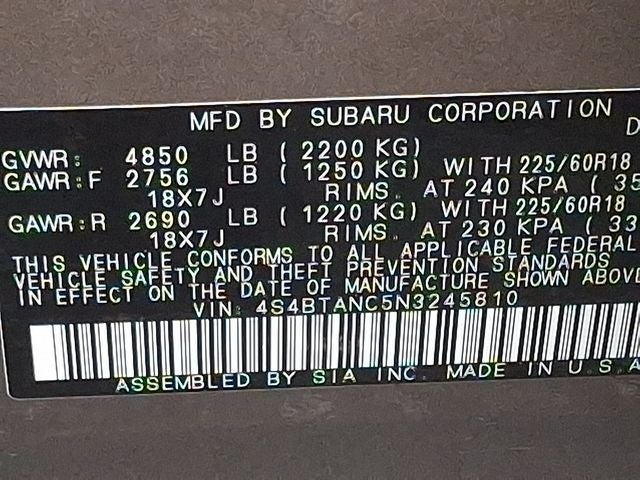 MFD BY SUBARU CORPORATION
D
GVWR: 4850 LB ( 2200 KG)
GAWR:F 2756 LB ( 1250 KG) WITH 225/60R18
18X7J RIMS. AT 240 KPA ( 35
GAWR:R 2690 LB ( 1220 KG) WITH 225/60R18
18X7J RIMS. AT 230 KPA ( 33
THIS VEHICLE CONFORMS TO ALL APPLICABLE FEDERAL
VEHICLE SAFETY AND THEFT PREVENTION STANDARDS
IN EFFECT ON THE DATE OF MANUFACTURE SHOWN ABOVE
VIN: 4S4BTANC5N3245810
ASSEMBLED BY SIA INC. MADE IN U.S.A